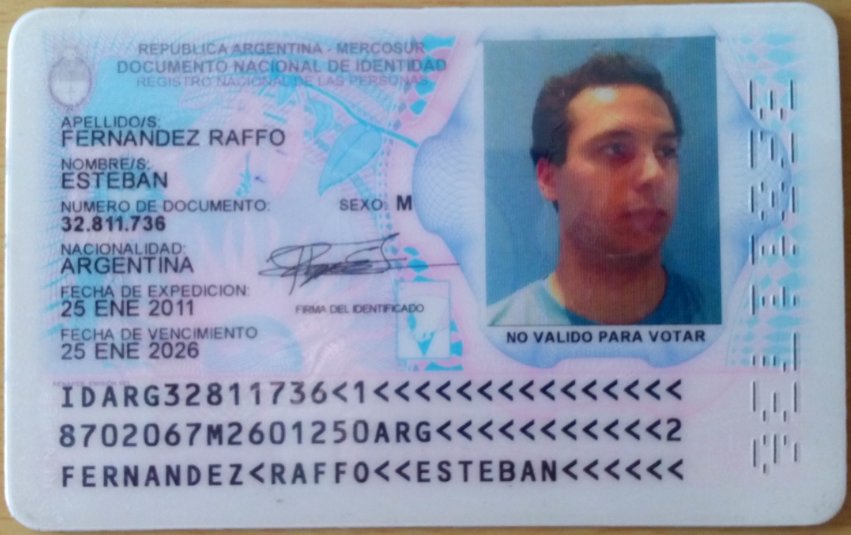 REPUBLICA ARGENTINA - MERCOSUR
DOCUMENTO NACIONAL DE IDENTIDAD
REGISTRO NACIONAL DE LAS PERSONAS
APELLIDO/S:
FERNANDEZ RAFFO
NOMBRE/S:
ESTEBAN
NUMERO DE DOCUMENTO:
32.811.736
SEXO: M
NACIONALIDAD:
ARGENTINA
FECHA DE EXPEDICION:
25 ENE 2011
FIRMA DEL IDENTIFICADO
FECHA DE VENCIMIENTO
25 ENE 2026
NO VALIDO PARA VOTAR
IDARG32811736<1<<<<<<<<<<<<<<<
8702067M2601250ARG<<<<<<<<<<<2
FERNANDEZ<RAFFO<<ESTEBAN<<<<<<